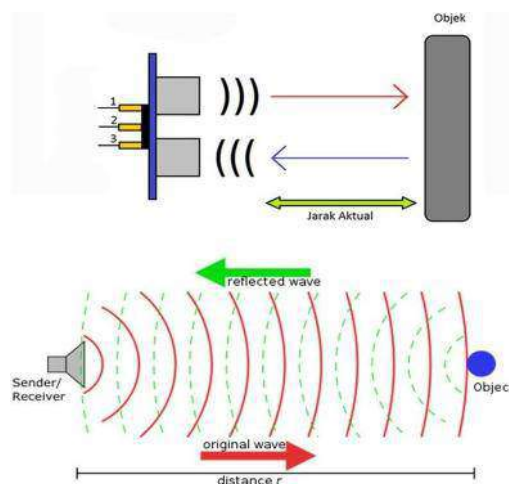 Objek
1
2
3
Jarak Aktual
reflected wave
Sender/
Receiver
Objec
original wave
distance r